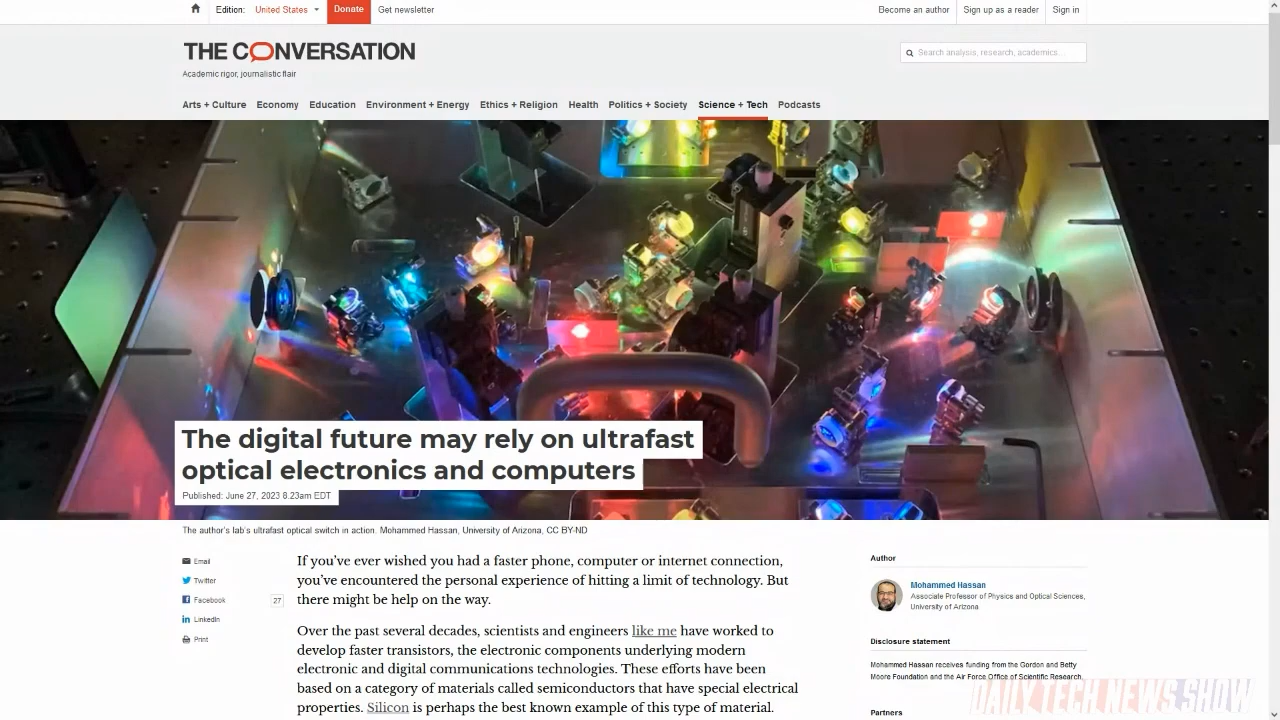 Edition: United States Donate Get newsletter Become an author Sign up as a reader Sign in
THE CONVERSATION
Search analysis, research, academics…
Academic rigor, journalistic flair
Arts + Culture Economy Education Environment + Energy Ethics + Religion Health Politics + Society Science + Tech Podcasts
The digital future may rely on ultrafast
optical electronics and computers
Published: June 27, 2023 8.23am EDT
The author's lab's ultrafast optical switch in action. Mohammed Hassan, University of Arizona, CC BY-ND
Email
Twitter
Facebook 27
LinkedIn
Print
If you've ever wished you had a faster phone, computer or internet connection,
you've encountered the personal experience of hitting a limit of technology. But
there might be help on the way.
Over the past several decades, scientists and engineers like me have worked to
develop faster transistors, the electronic components underlying modern
electronic and digital communications technologies. These efforts have been
based on a category of materials called semiconductors that have special electrical
properties. Silicon is perhaps the best known example of this type of material.
Author
Mohammed Hassan
Associate Professor of Physics and Optical Sciences,
University of Arizona
Disclosure statement
Mohammed Hassan receives funding from the Gordon and Betty
Moore Foundation and the Air Force Office of Scientific Research.
Partners
DAILY TECH NEWS SHOW